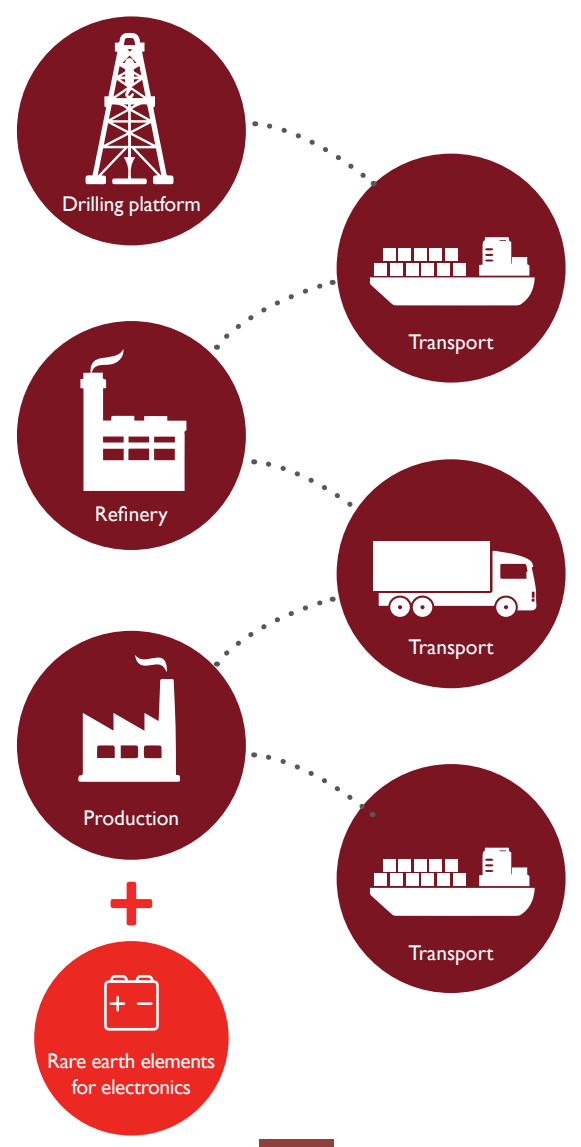 Drilling platform
Transport
Refinery
Transport
Production
Transport
Rare earth elements
for electronics